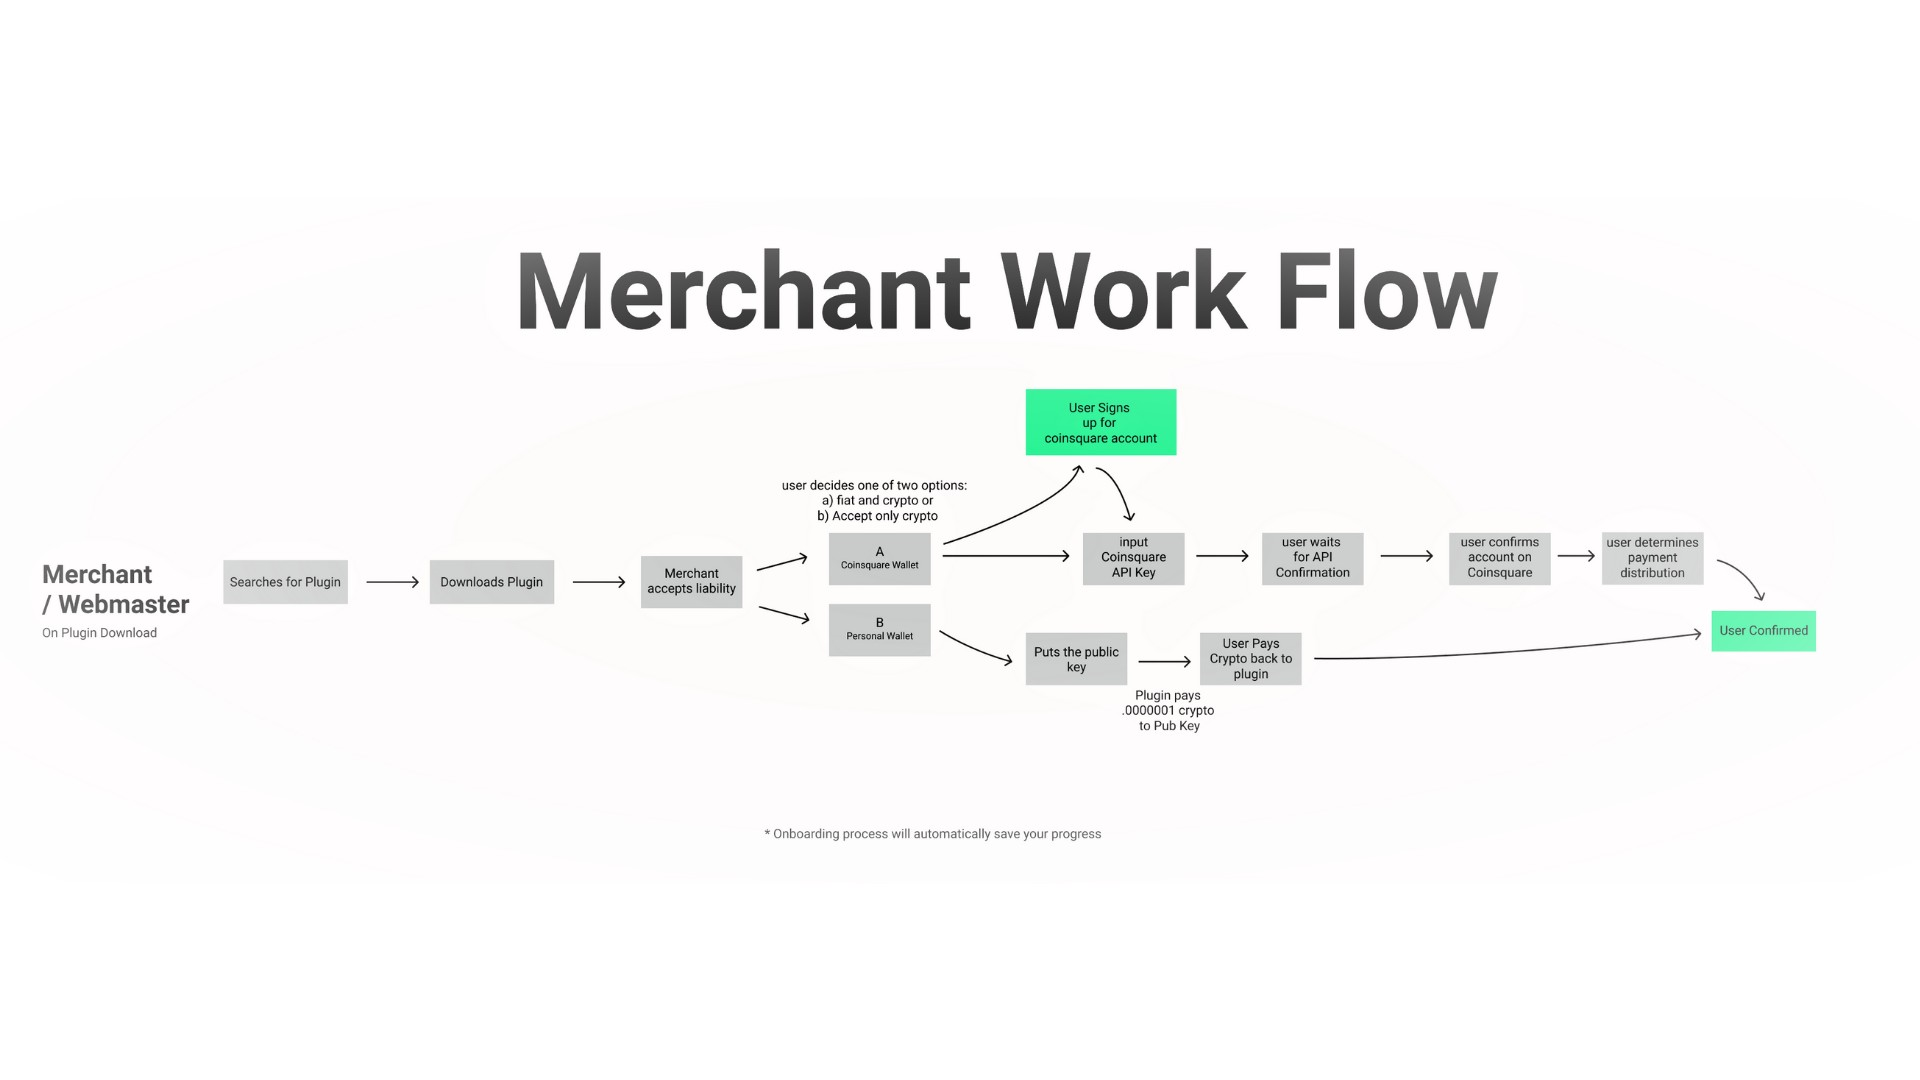 Merchant Work Flow
User Signs
up for
coinsquare account
user decides one of two options:
a) fiat and crypto or
b) Accept only crypto
Merchant
/ Webmaster
On Plugin Download
Searches for Plugin
Downloads Plugin
Merchant
accepts liability
A
Coinsquare Wallet
input
Coinsquare
API Key
user waits
for API
Confirmation
user confirms
account on
Coinsquare
user determines
payment
distribution
B
Personal Wallet
Puts the public
key
User Pays
Crypto back to
plugin
User Confirmed
Plugin pays
.0000001 crypto
to Pub Key
* Onboarding process will automatically save your progress